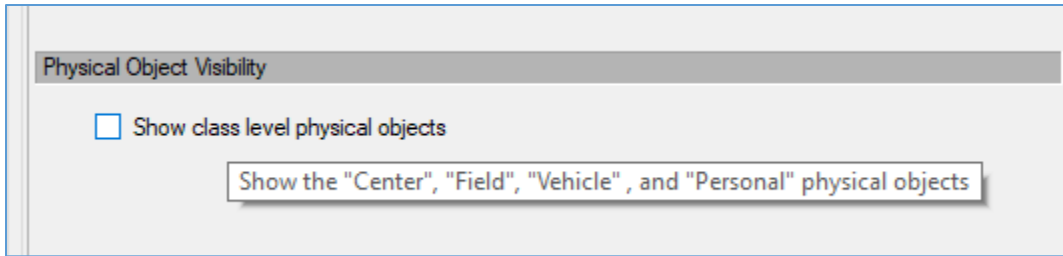 Physical Object Visibility
Show class level physical objects
Show the "Center", "Field", "Vehicle" , and "Personal" physical objects